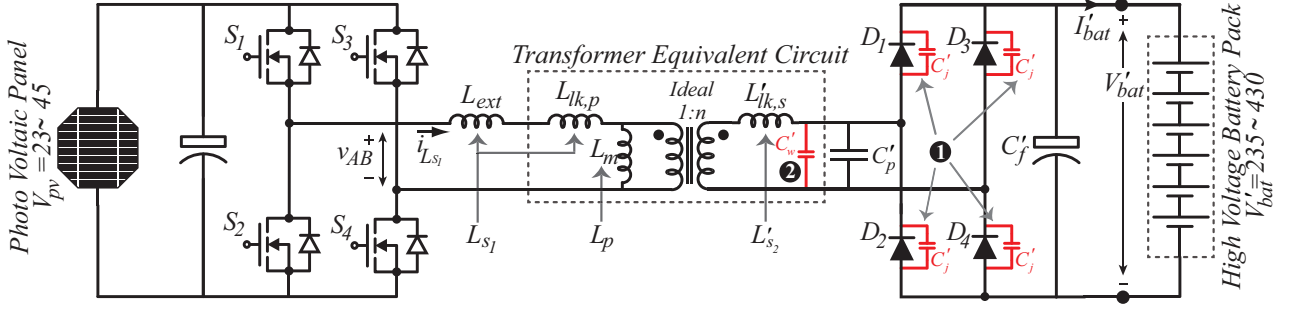 Photo Voltaic Panel
V_pv = 23~45
S_1
S_3
S_2
S_4
+
v_AB
−
i_Ls1
L_ext
L_s1
Transformer Equivalent Circuit
L_lk,p
L_m
L_p
Ideal
1:n
L'_lk,s
C'_w
❷
L'_s2
C'_p
D_1
C'_j
D_3
C'_j
❶
D_2
C'_j
D_4
C'_j
C'_f
I'_bat
+
V'_bat
−
High Voltage Battery Pack
V'_bat=235~430